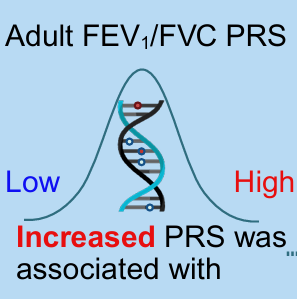 Adult FEV₁/FVC PRS
Low
High
Increased PRS was
associated with